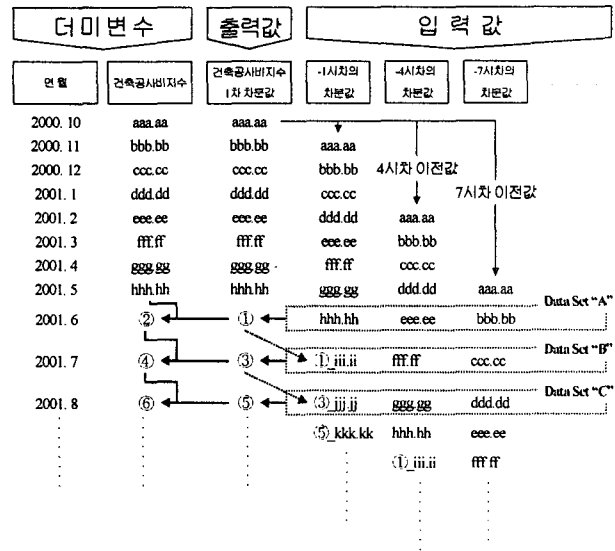 더미변수 출력값 입력값
연월 건축공사비지수 건축공사비지수 1차 차분값 -1시차의 차분값 -4시차의 차분값 -7시차의 차분값
2000. 10 aaa.aa aaa.aa
2000. 11 bbb.bb bbb.bb aaa.aa
2000. 12 ccc.cc ccc.cc bbb.bb 4시차 이전값
2001. 1 ddd.dd ddd.dd ccc.cc 7시차 이전값
2001. 2 eee.ee eee.ee ddd.dd aaa.aa
2001. 3 fff.ff fff.ff eee.ee bbb.bb
2001. 4 ggg.gg ggg.gg fff.ff ccc.cc
2001. 5 hhh.hh hhh.hh ggg.gg ddd.dd aaa.aa
Data Set "A"
2001. 6 ② ① hhh.hh eee.ee bbb.bb
Data Set "B"
2001. 7 ④ ③ ①_iii.ii fff.ff ccc.cc
Data Set "C"
2001. 8 ⑥ ⑤ ③_jjj.jj ggg.gg ddd.dd
⑤_kkk.kk hhh.hh eee.ee
①_iii.ii fff.ff